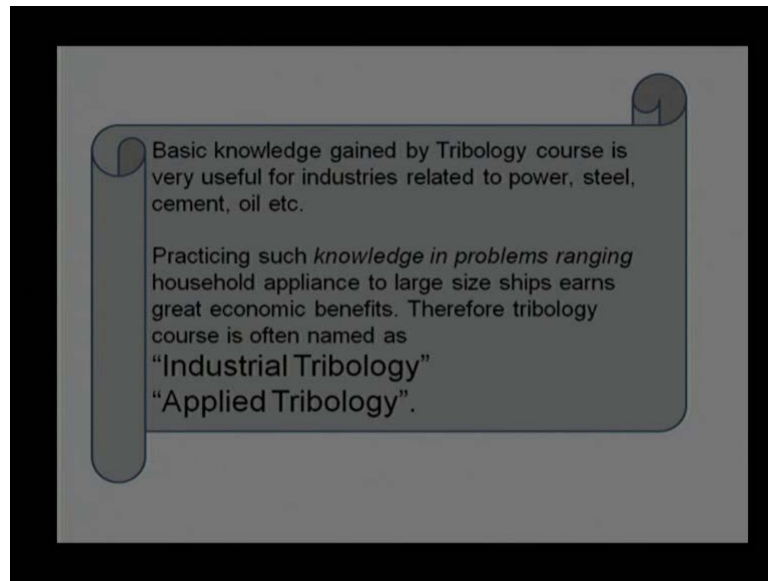 Basic knowledge gained by Tribology course is
very useful for industries related to power, steel,
cement, oil etc.
Practicing such knowledge in problems ranging
household appliance to large size ships earns
great economic benefits. Therefore tribology
course is often named as
“Industrial Tribology”
“Applied Tribology”.